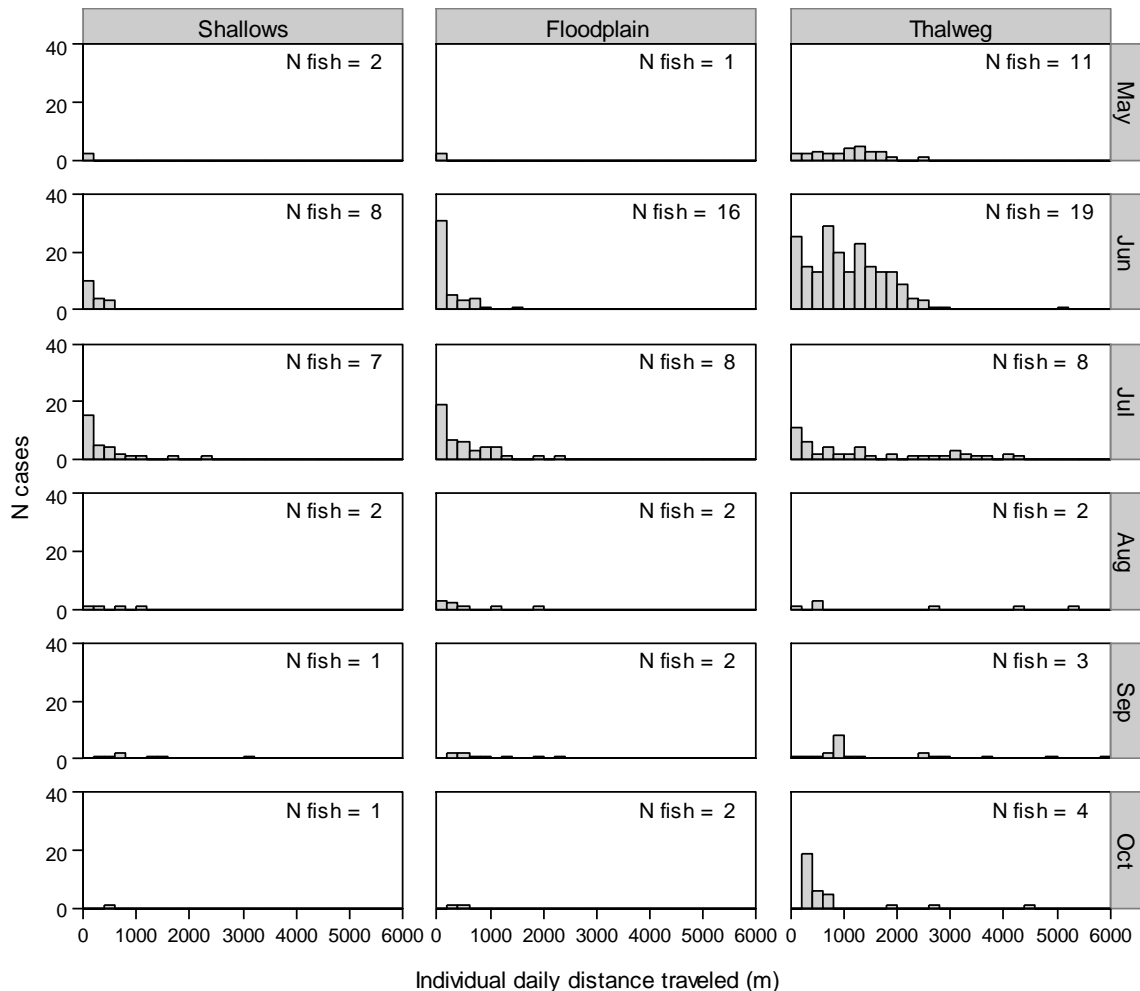 Shallows Floodplain Thalweg
40 N fish = 2 N fish = 1 N fish = 11 May
20
0
40 N fish = 8 N fish = 16 N fish = 19 Jun
20
0
40 N fish = 7 N fish = 8 N fish = 8 Jul
20
0
N cases
40 N fish = 2 N fish = 2 N fish = 2 Aug
20
0
40 N fish = 1 N fish = 2 N fish = 3 Sep
20
0
40 N fish = 1 N fish = 2 N fish = 4 Oct
20
0
0 1000 2000 3000 4000 5000 6000 0 1000 2000 3000 4000 5000 6000 0 1000 2000 3000 4000 5000 6000
Individual daily distance traveled (m)